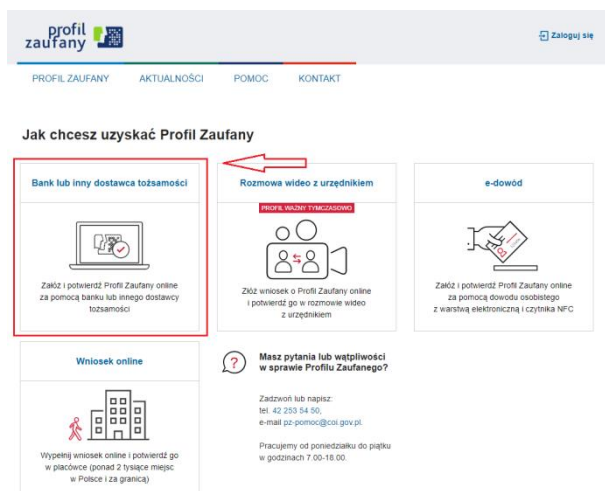 profil
zaufany
Zaloguj się
PROFIL ZAUFANY AKTUALNOŚCI POMOC KONTAKT
Jak chcesz uzyskać Profil Zaufany
Bank lub inny dostawca tożsamości
Załóż i potwierdź Profil Zaufany online
za pomocą banku lub innego dostawcy
tożsamości
Rozmowa wideo z urzędnikiem
PROFIL WAŻNY TYMCZASOWO
Złóż wniosek o Profil Zaufany online
i potwierdź go w rozmowie wideo
z urzędnikiem
e-dowód
Załóż i potwierdź Profil Zaufany online
za pomocą dowodu osobistego
z warstwą elektroniczną i czytnika NFC
Wniosek online
Wypełnij wniosek online i potwierdź go
w placówce (ponad 2 tysiące miejsc
w Polsce i za granicą)
?
Masz pytania lub wątpliwości
w sprawie Profilu Zaufanego?
Zadzwoń lub napisz:
tel. 42 253 54 50,
e-mail pz-pomoc@coi.gov.pl.
Pracujemy od poniedziałku do piątku
w godzinach 7.00-18.00.